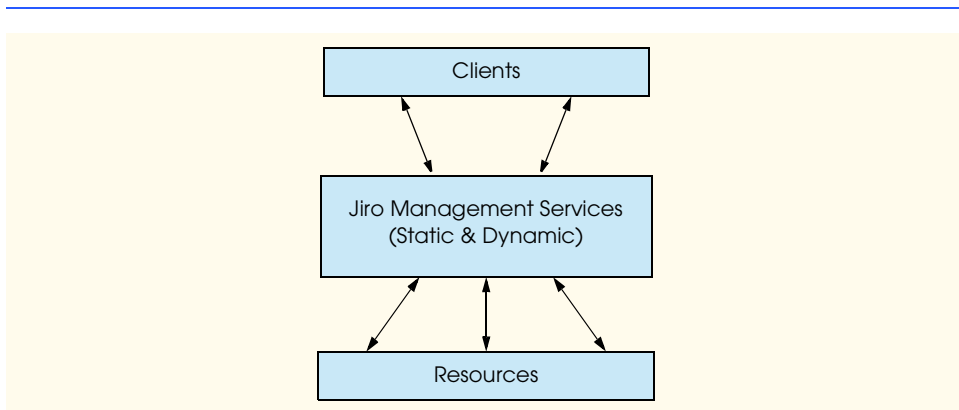 Clients
Jiro Management Services
(Static & Dynamic)
Resources